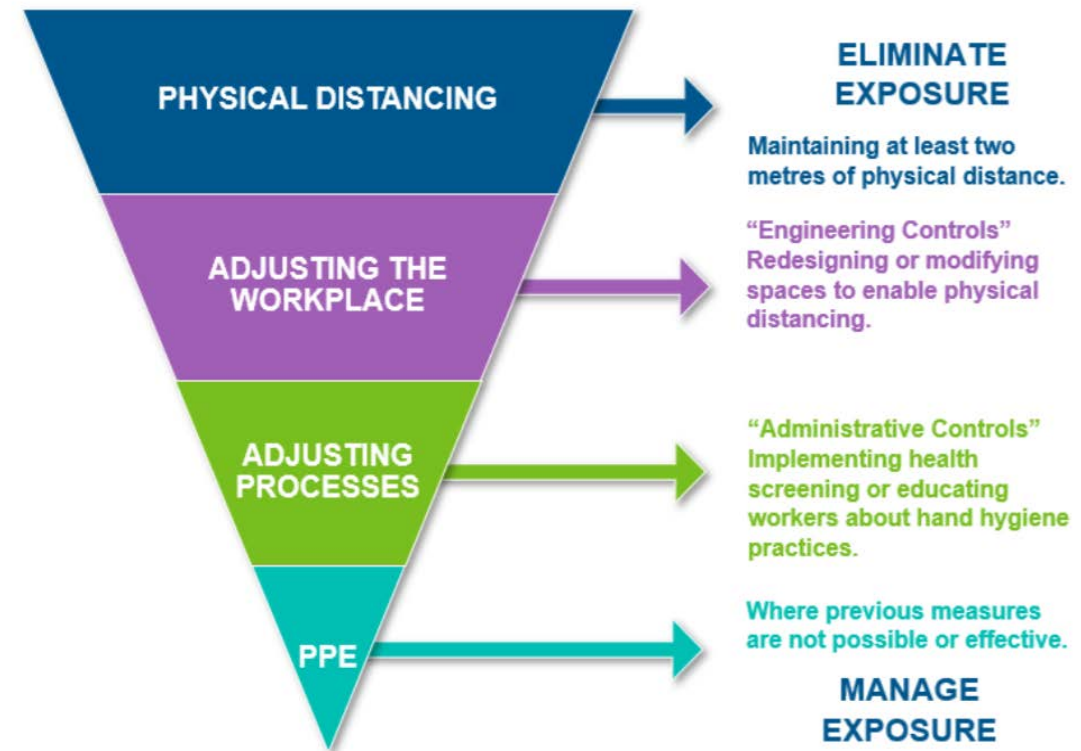 PHYSICAL DISTANCING
ELIMINATE
EXPOSURE
Maintaining at least two
metres of physical distance.
ADJUSTING THE
WORKPLACE
“Engineering Controls”
Redesigning or modifying
spaces to enable physical
distancing.
ADJUSTING
PROCESSES
“Administrative Controls”
Implementing health
screening or educating
workers about hand hygiene
practices.
PPE
Where previous measures
are not possible or effective.
MANAGE
EXPOSURE